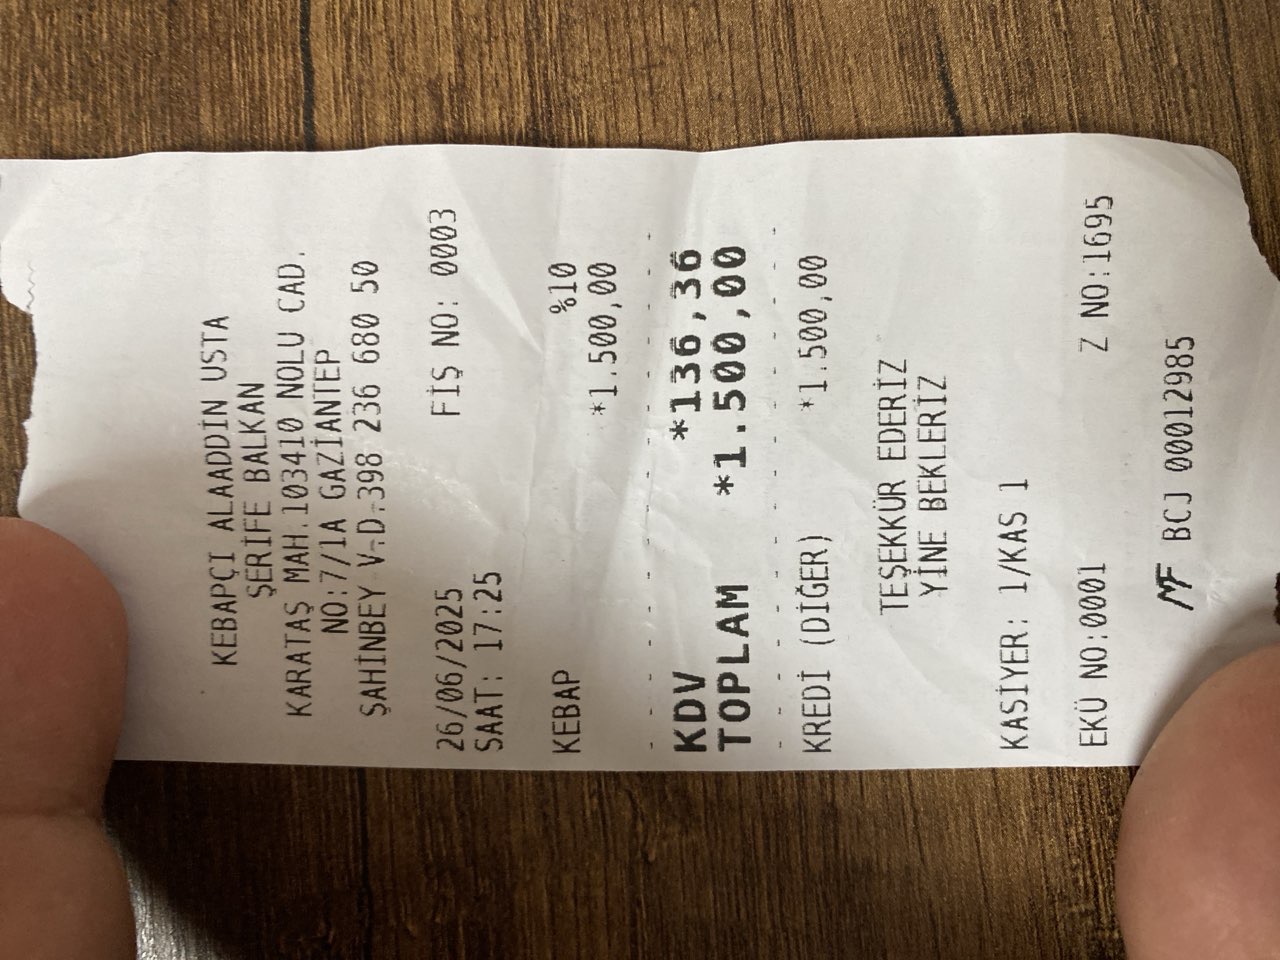 KEBAPÇI ALAADDİN USTA
ŞERİFE BALKAN
KARATAŞ MAH.103410 NOLU CAD.
NO:7/1A GAZİANTEP
ŞAHİNBEY V.D.398 236 680 50
26/06/2025 FİŞ NO: 0003
SAAT: 17:25
KEBAP %10
*1.500,00
KDV *136,36
TOPLAM *1.500,00
KREDİ (DİĞER) *1.500,00
TEŞEKKÜR EDERİZ
YİNE BEKLERİZ
KASİYER: 1/KAS 1
EKÜ NO:0001 Z NO:1695
MF BCJ 00012985